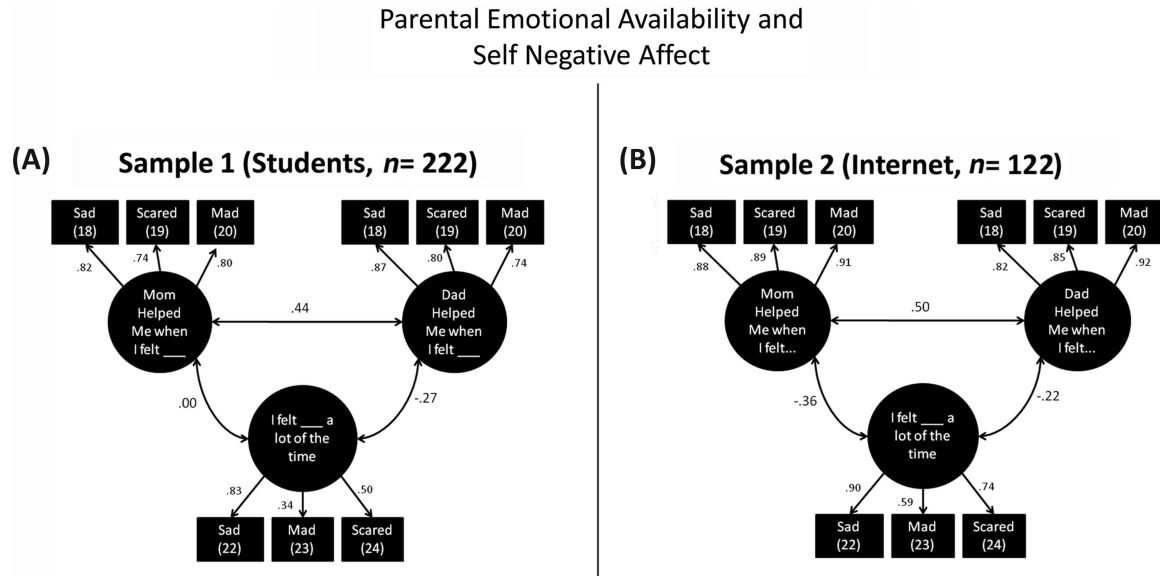 Parental Emotional Availability and
Self Negative Affect
(A)
Sample 1 (Students, n= 222)
Sad
(18)
Scared
(19)
Mad
(20)
Sad
(18)
Scared
(19)
Mad
(20)
.82
.74
.80
.87
.80
.74
Mom
Helped
Me when
I felt ___
.44
Dad
Helped
Me when
I felt ___
.00
-.27
I felt ___ a
lot of the
time
.83
.34
.50
Sad
(22)
Mad
(23)
Scared
(24)
(B)
Sample 2 (Internet, n= 122)
Sad
(18)
Scared
(19)
Mad
(20)
Sad
(18)
Scared
(19)
Mad
(20)
.88
.89
.91
.82
.85
.92
Mom
Helped
Me when
I felt...
.50
Dad
Helped
Me when
I felt...
-.36
-.22
I felt ___ a
lot of the
time
.90
.59
.74
Sad
(22)
Mad
(23)
Scared
(24)